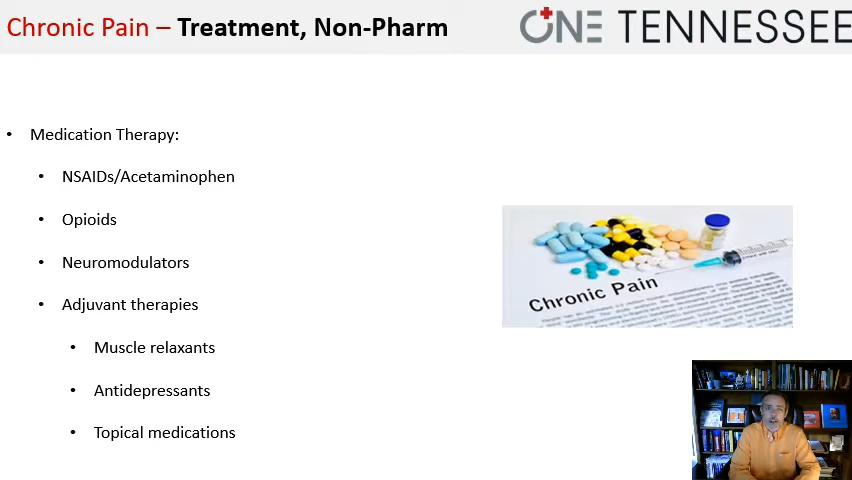 Chronic Pain – Treatment, Non-Pharm
ONE TENNESSEE
• Medication Therapy:
• NSAIDs/Acetaminophen
• Opioids
• Neuromodulators
• Adjuvant therapies
• Muscle relaxants
• Antidepressants
• Topical medications
Chronic Pain